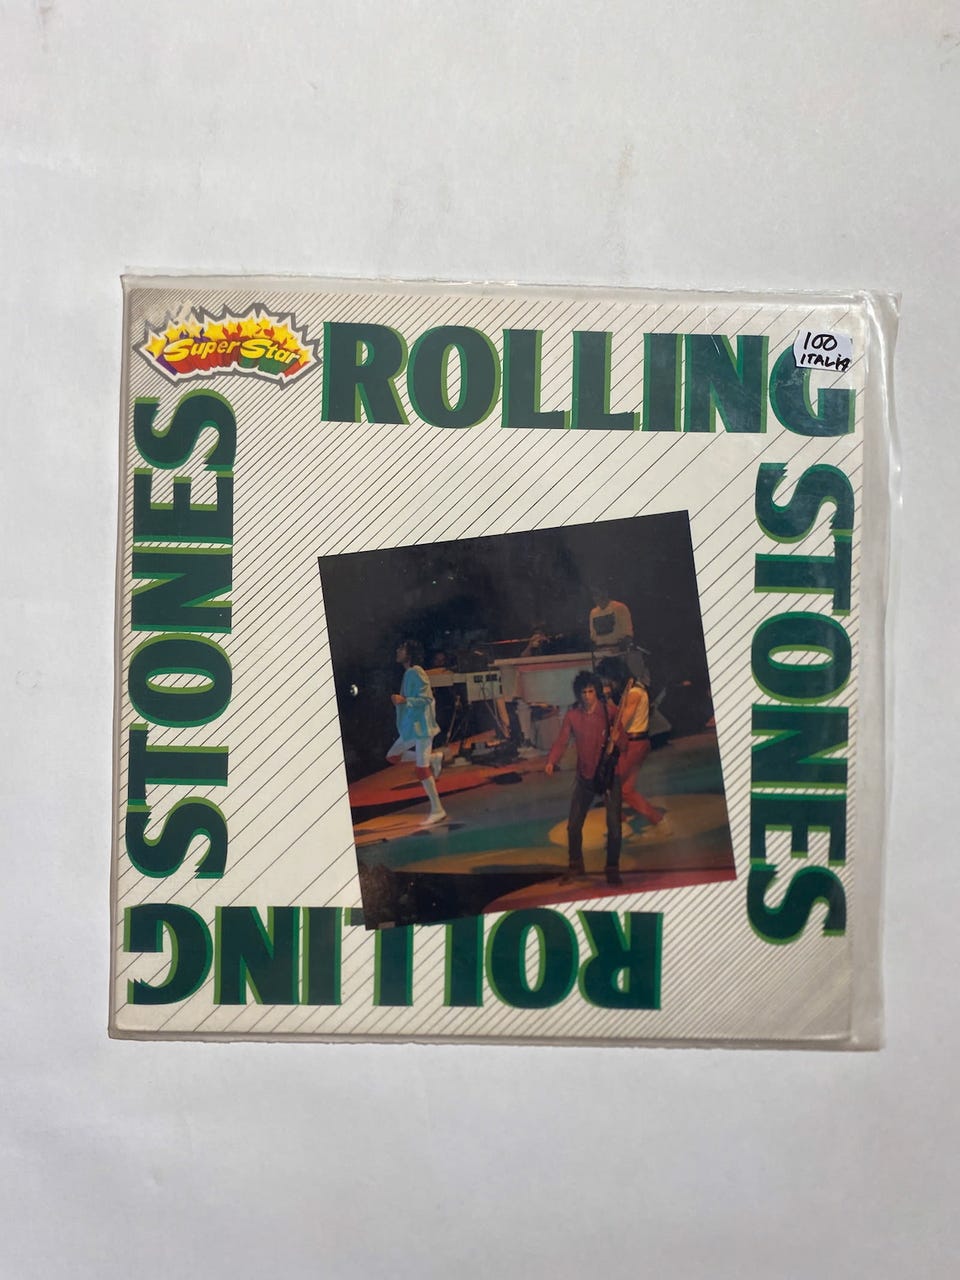 Super Star
ROLLING
100
ITALIA
STONES
ROLLING
STONES